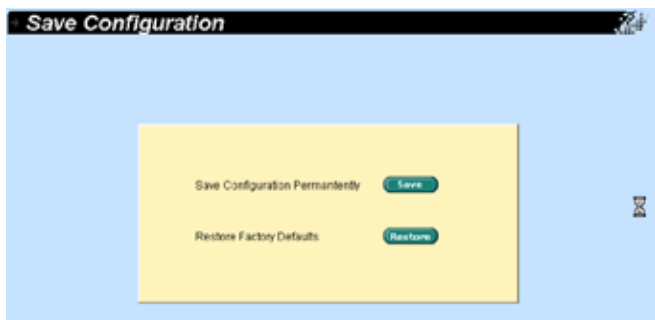 Save Configuration
Save Configuration Permantently Save
Restore Factory Defaults Restore